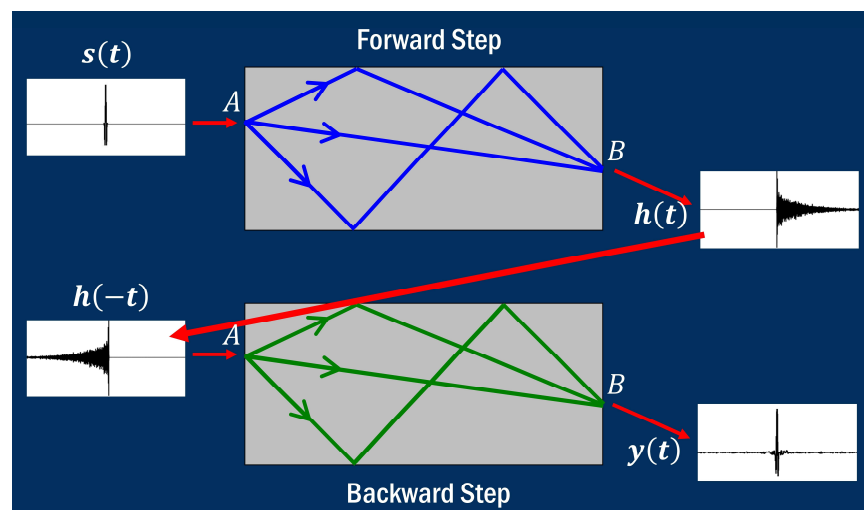 Forward Step
s(t)
A
B
h(t)
h(−t)
A
B
y(t)
Backward Step